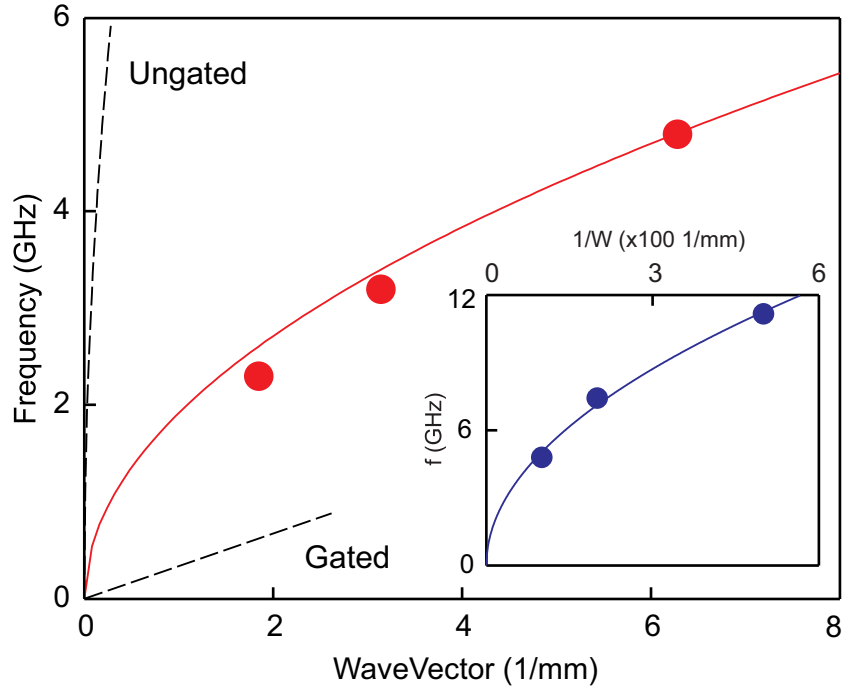 6
Ungated
4
Frequency (GHz)
1/W (x100 1/mm)
0
3
6
12
f (GHz)
6
2
Gated
0
0
0
2
4
6
8
WaveVector (1/mm)